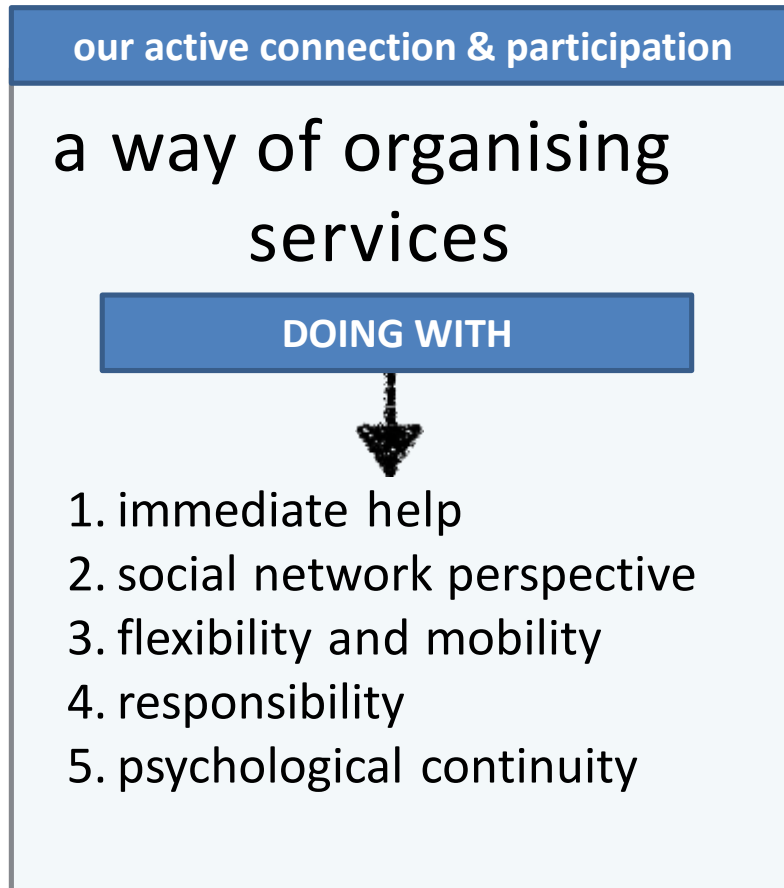 our active connection & participation
a way of organising
services
DOING WITH
1. immediate help
2. social network perspective
3. flexibility and mobility
4. responsibility
5. psychological continuity